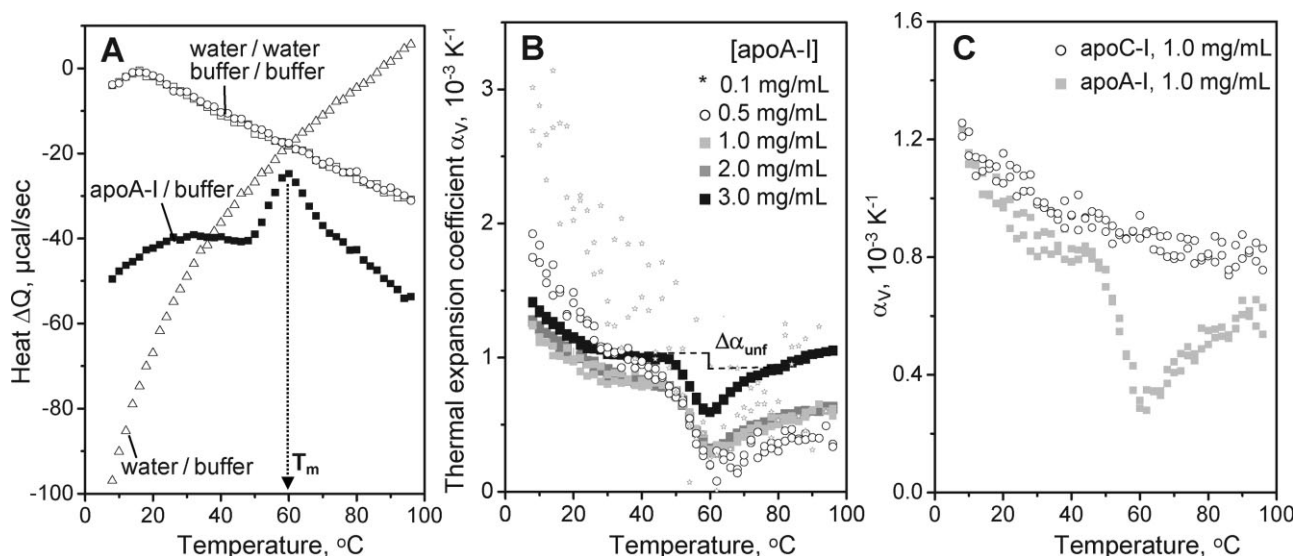 A
water / water
buffer / buffer
apoA-I / buffer
water / buffer
Tm
Heat ΔQ, μcal/sec
0
-20
-40
-60
-80
-100
0 20 40 60 80 100
Temperature, °C
B
[apoA-I]
* 0.1 mg/mL
0.5 mg/mL
1.0 mg/mL
2.0 mg/mL
3.0 mg/mL
Δαunf
Thermal expansion coefficient αV, 10-3 K-1
3
2
1
0
0 20 40 60 80 100
Temperature, °C
C
apoC-I, 1.0 mg/mL
apoA-I, 1.0 mg/mL
αV, 10-3 K-1
1.6
1.2
0.8
0.4
0.0
0 20 40 60 80 100
Temperature, °C